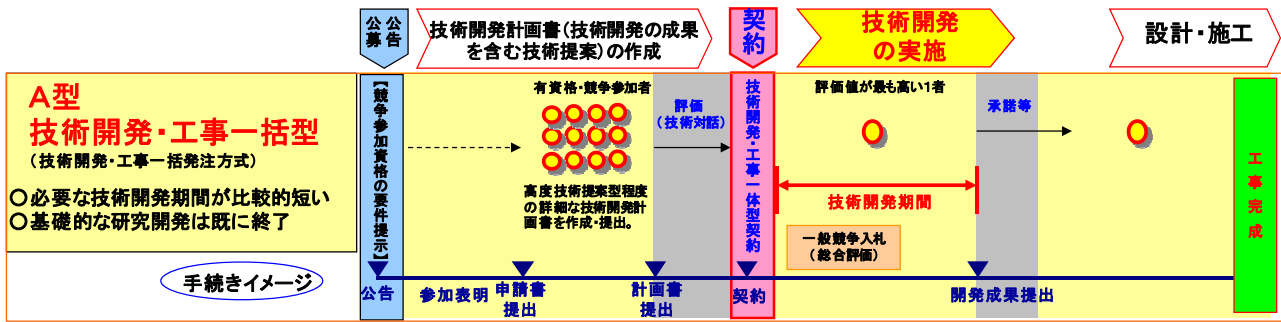 公募
公告
技術開発計画書(技術開発の成果
を含む技術提案)の作成
契約
技術開発
の実施
設計・施工
A型
技術開発・工事一括型
(技術開発・工事一括発注方式)
○必要な技術開発期間が比較的短い
○基礎的な研究開発は既に終了
手続きイメージ
【競争参加資格の要件提示】
有資格・競争参加者
高度技術提案型程度
の詳細な技術開発計
画書を作成・提出。
評価
(技術対話)
技術開発・工事一体型契約
評価値が最も高い1者
承諾等
技術開発期間
一般競争入札
(総合評価)
工事完成
公告
参加表明
申請書
提出
計画書
提出
契約
開発成果提出